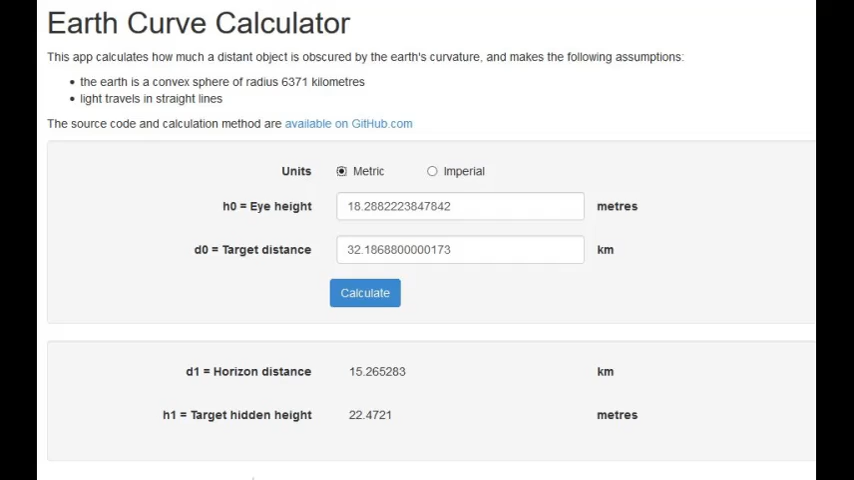 Earth Curve Calculator
This app calculates how much a distant object is obscured by the earth's curvature, and makes the following assumptions:
• the earth is a convex sphere of radius 6371 kilometres
• light travels in straight lines
The source code and calculation method are available on GitHub.com
Units Metric Imperial
h0 = Eye height 18.2882223847842 metres
d0 = Target distance 32.1868800000173 km
Calculate
d1 = Horizon distance 15.265283 km
h1 = Target hidden height 22.4721 metres